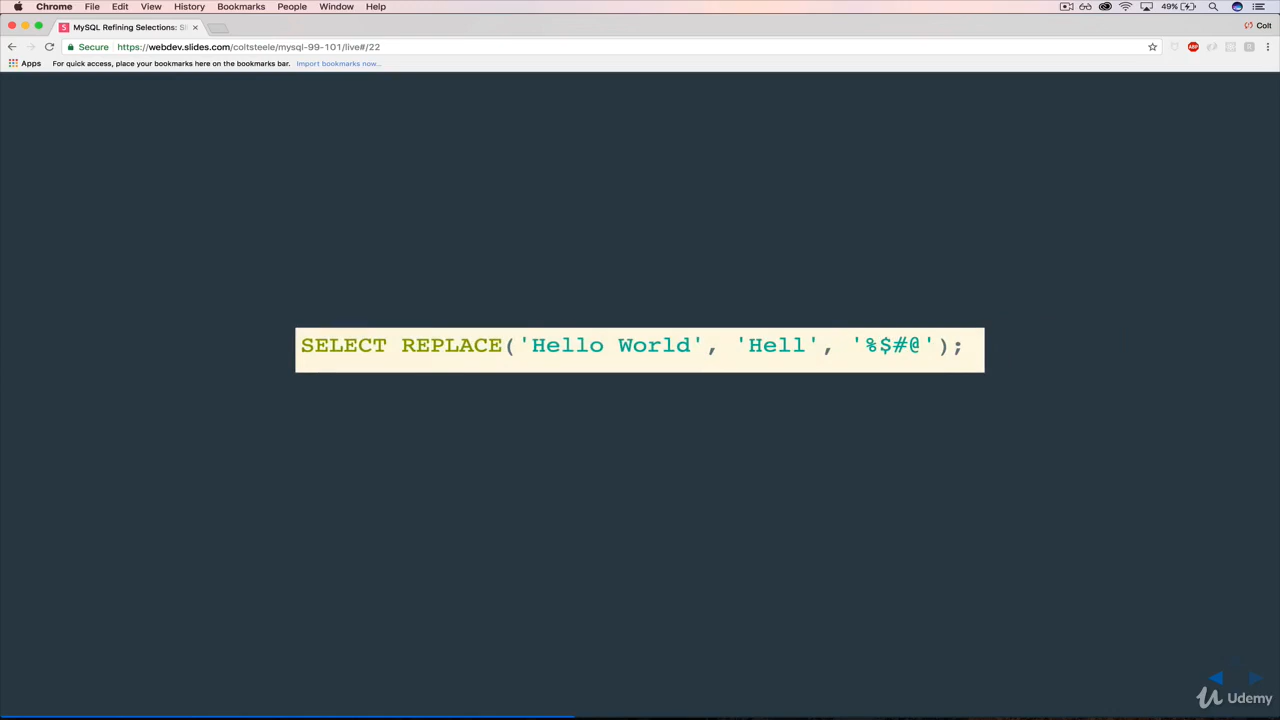 Chrome File Edit View History Bookmarks People Window Help 49%
MySQL Refining Selections: Sl Colt
Secure https://webdev.slides.com/coltsteele/mysql-99-101/live#/22 ABP
Apps For quick access, place your bookmarks here on the bookmarks bar. Import bookmarks now...
SELECT REPLACE('Hello World', 'Hell', '%$#@');
Udemy